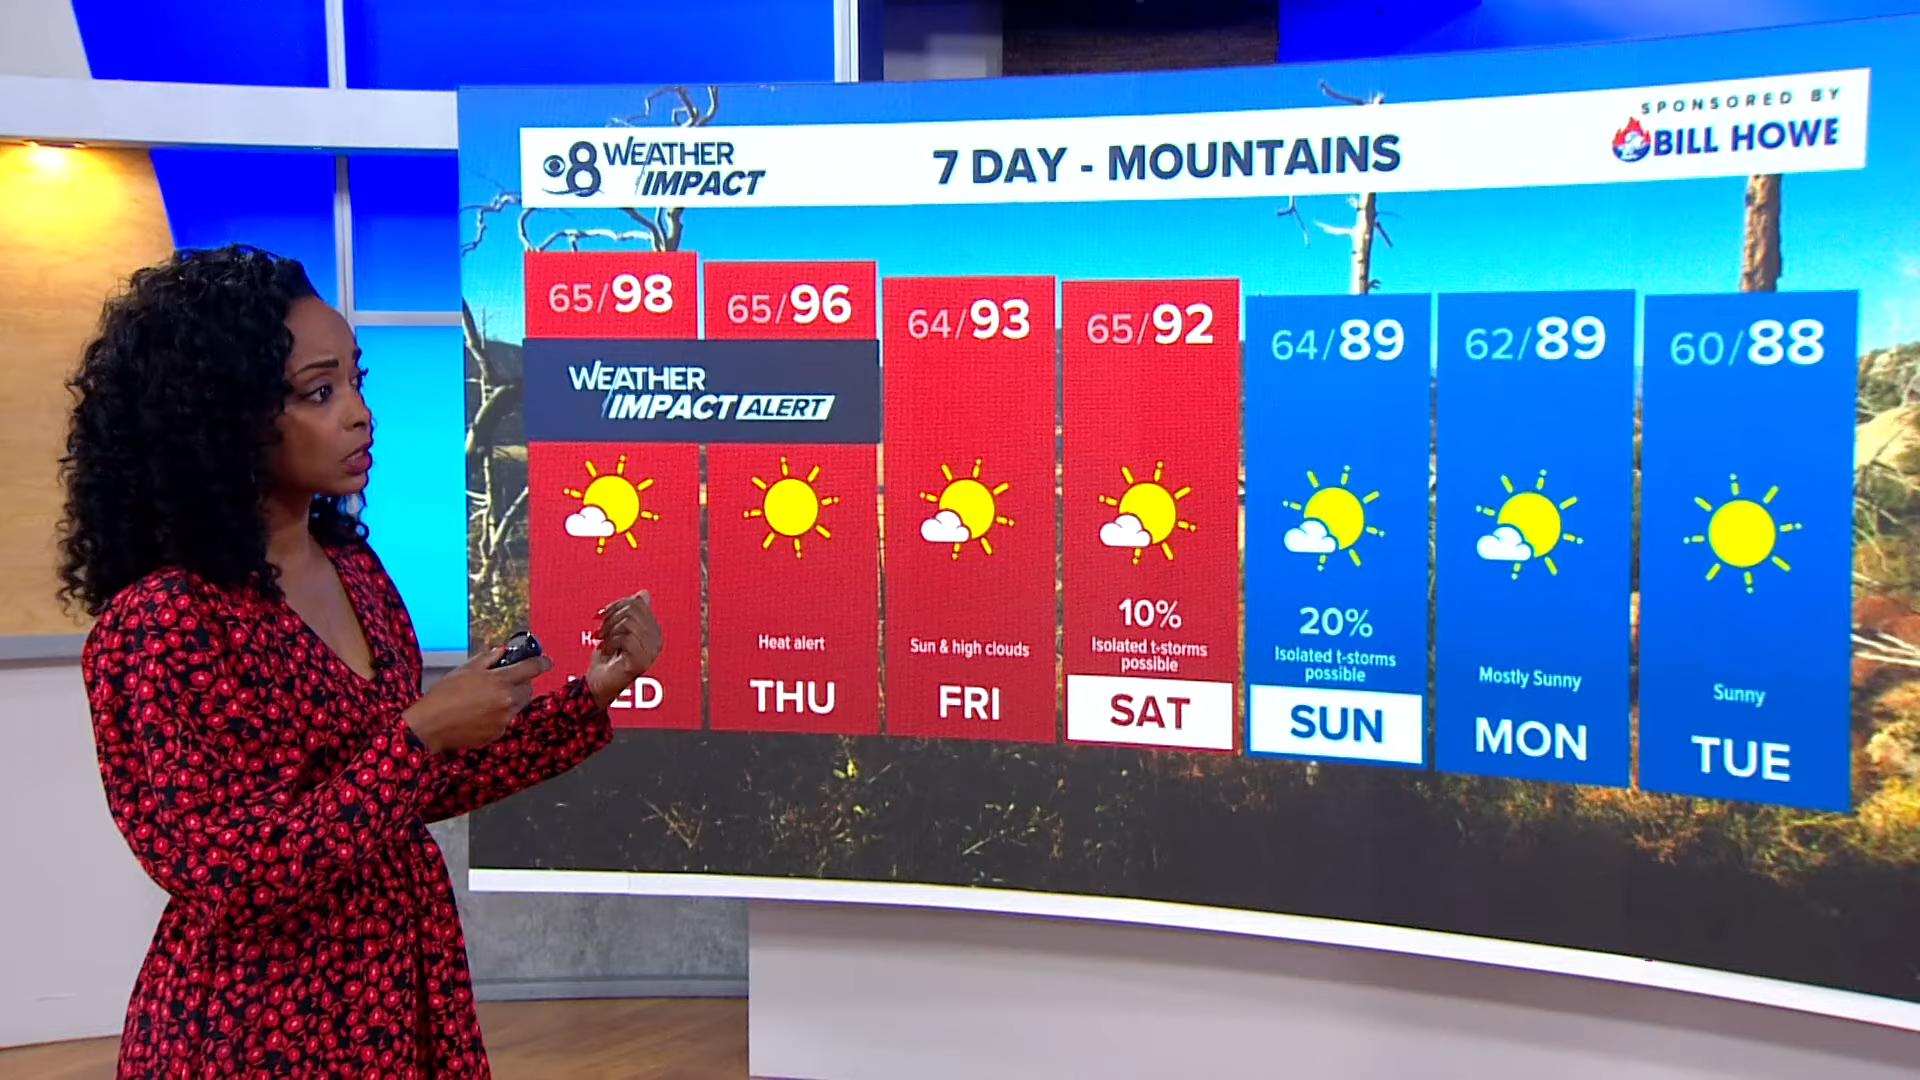 SPONSORED BY
BILL HOWE
8 WEATHER
IMPACT
7 DAY - MOUNTAINS
65/98
65/96
64/93
65/92
64/89
62/89
60/88
WEATHER
IMPACT ALERT
10%
20%
Heat alert
Sun & high clouds
Isolated t-storms
possible
Isolated t-storms
possible
Mostly Sunny
Sunny
THU
FRI
SAT
SUN
MON
TUE